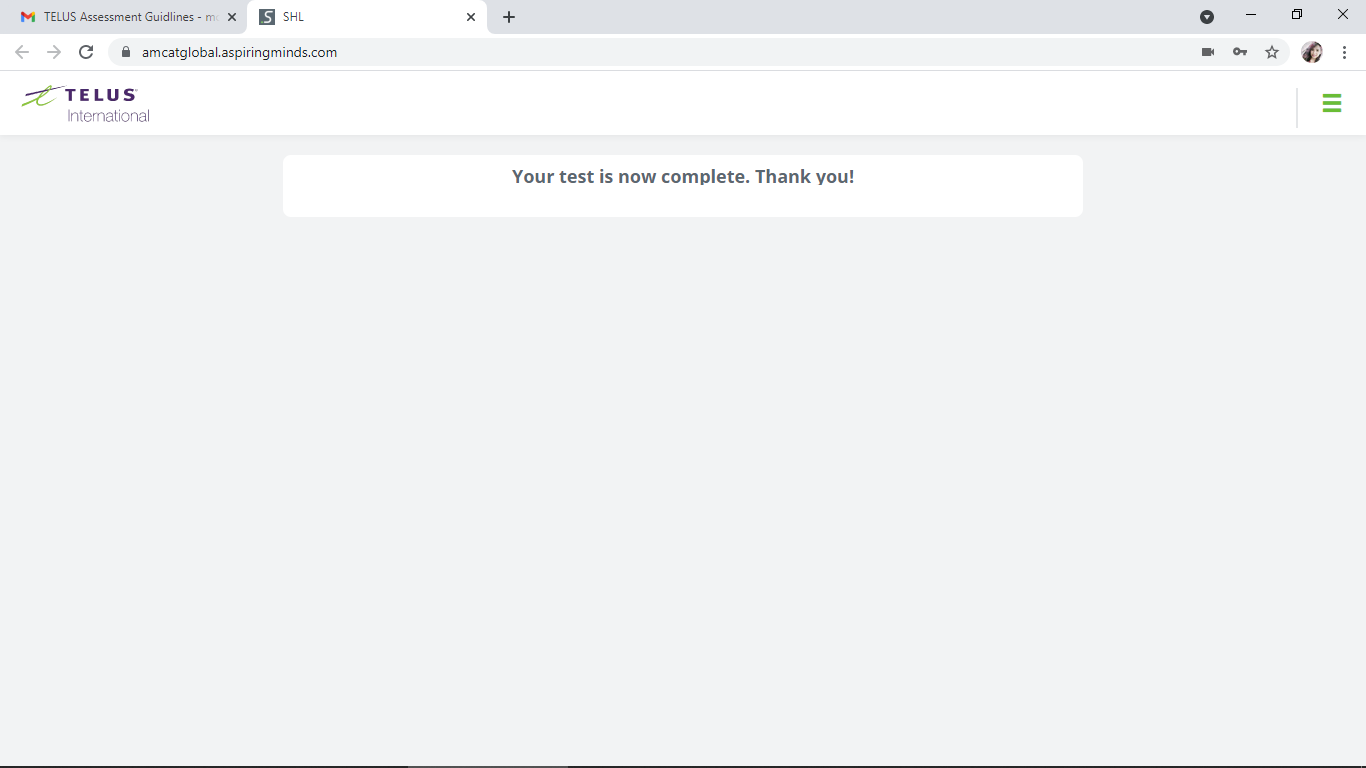 TELUS Assessment Guidlines - m
SHL
amcatglobal.aspiringminds.com
TELUS
International
Your test is now complete. Thank you!